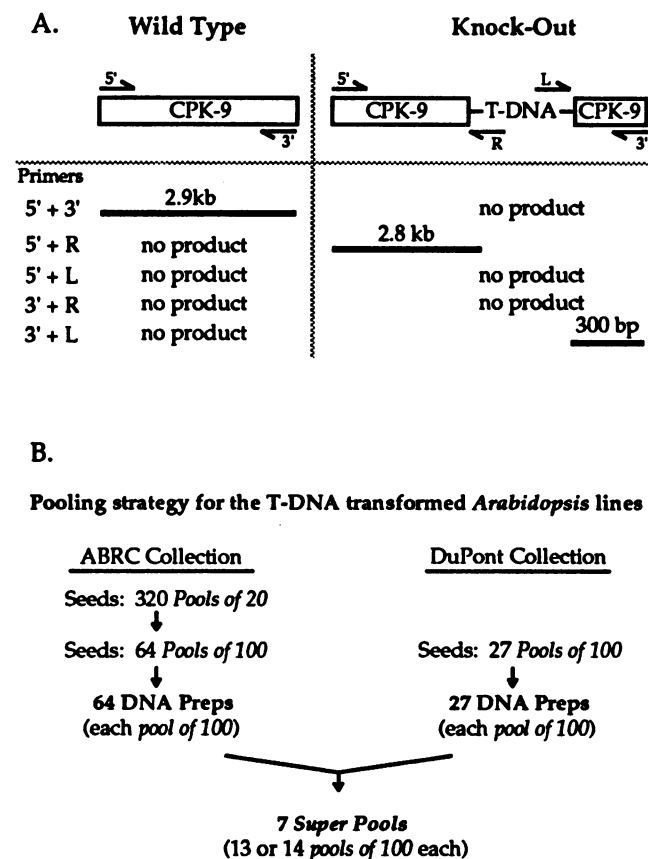 A.
Wild Type
Knock-Out
5'
CPK-9
3'
5'
CPK-9
T-DNA
L
R
CPK-9
3'
Primers
5' + 3'
2.9kb
no product
5' + R
no product
2.8 kb
5' + L
no product
no product
3' + R
no product
no product
3' + L
no product
300 bp
B.
Pooling strategy for the T-DNA transformed Arabidopsis lines
ABRC Collection
DuPont Collection
Seeds: 320 Pools of 20
Seeds: 64 Pools of 100
Seeds: 27 Pools of 100
64 DNA Preps
(each pool of 100)
27 DNA Preps
(each pool of 100)
7 Super Pools
(13 or 14 pools of 100 each)